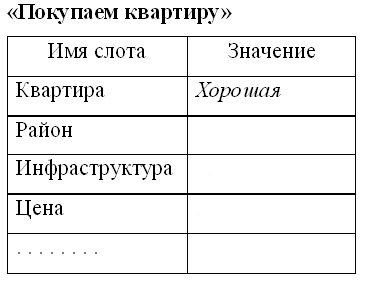 «Покупаем квартиру»
Имя слота Значение
Квартира Хорошая
Район
Инфраструктура
Цена
. . . . . . . .